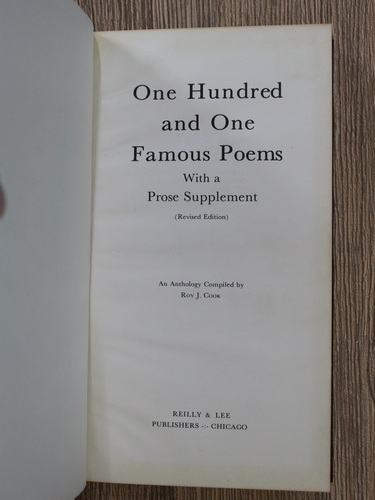 One Hundred
and One
Famous Poems
With a
Prose Supplement
(Revised Edition)
An Anthology Compiled by
Roy J. Cook
REILLY & LEE
PUBLISHERS -:- CHICAGO